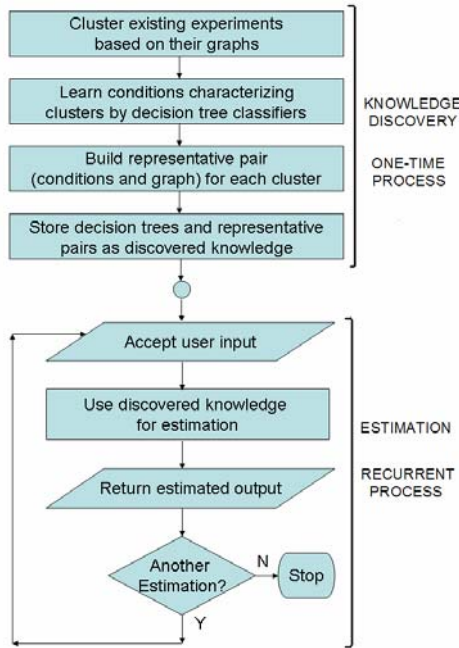 Cluster existing experiments
based on their graphs
Learn conditions characterizing
clusters by decision tree classifiers
KNOWLEDGE
DISCOVERY
Build representative pair
(conditions and graph) for each cluster
ONE-TIME
PROCESS
Store decision trees and representative
pairs as discovered knowledge
Accept user input
Use discovered knowledge
for estimation
ESTIMATION
Return estimated output
RECURRENT
PROCESS
Another
Estimation?
N
Stop
Y